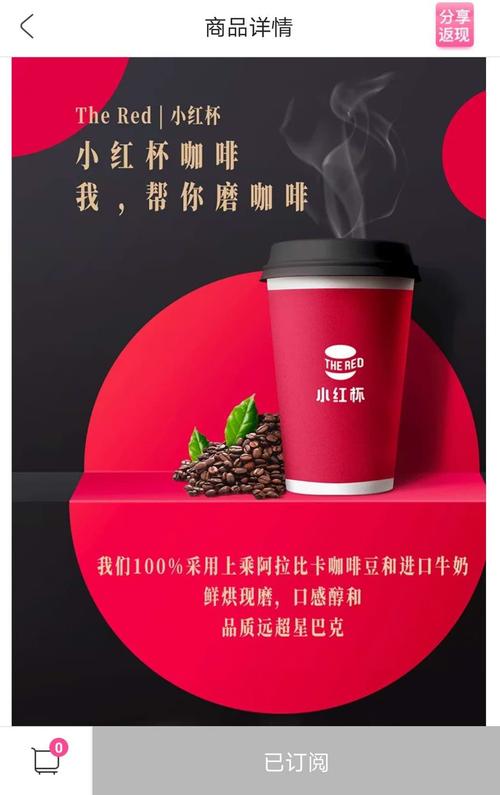 商品详情
分享
返现
The Red | 小红杯
小红杯咖啡
我，帮你磨咖啡
THE RED
小红杯
我们100%采用上乘阿拉比卡咖啡豆和进口牛奶
鲜烘现磨，口感醇和
品质远超星巴克
0
已订阅